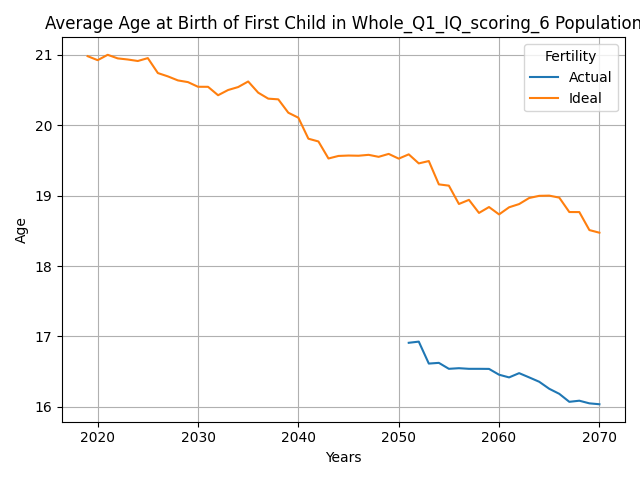 Average Age at Birth of First Child in Whole_Q1_IQ_scoring_6 Population
Fertility
Actual
Ideal
Age
21
20
19
18
17
16
2020 2030 2040 2050 2060 2070
Years